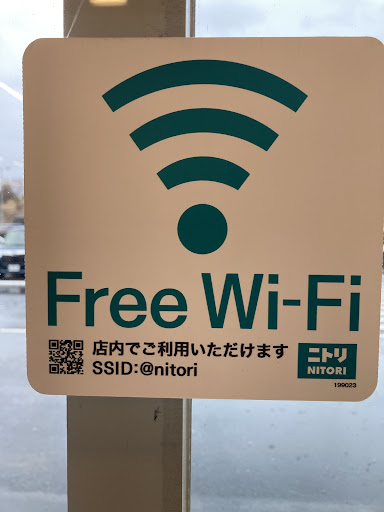 Free Wi-Fi
店内でご利用いただけます
SSID:@nitori
ニトリ
NITORI
199023